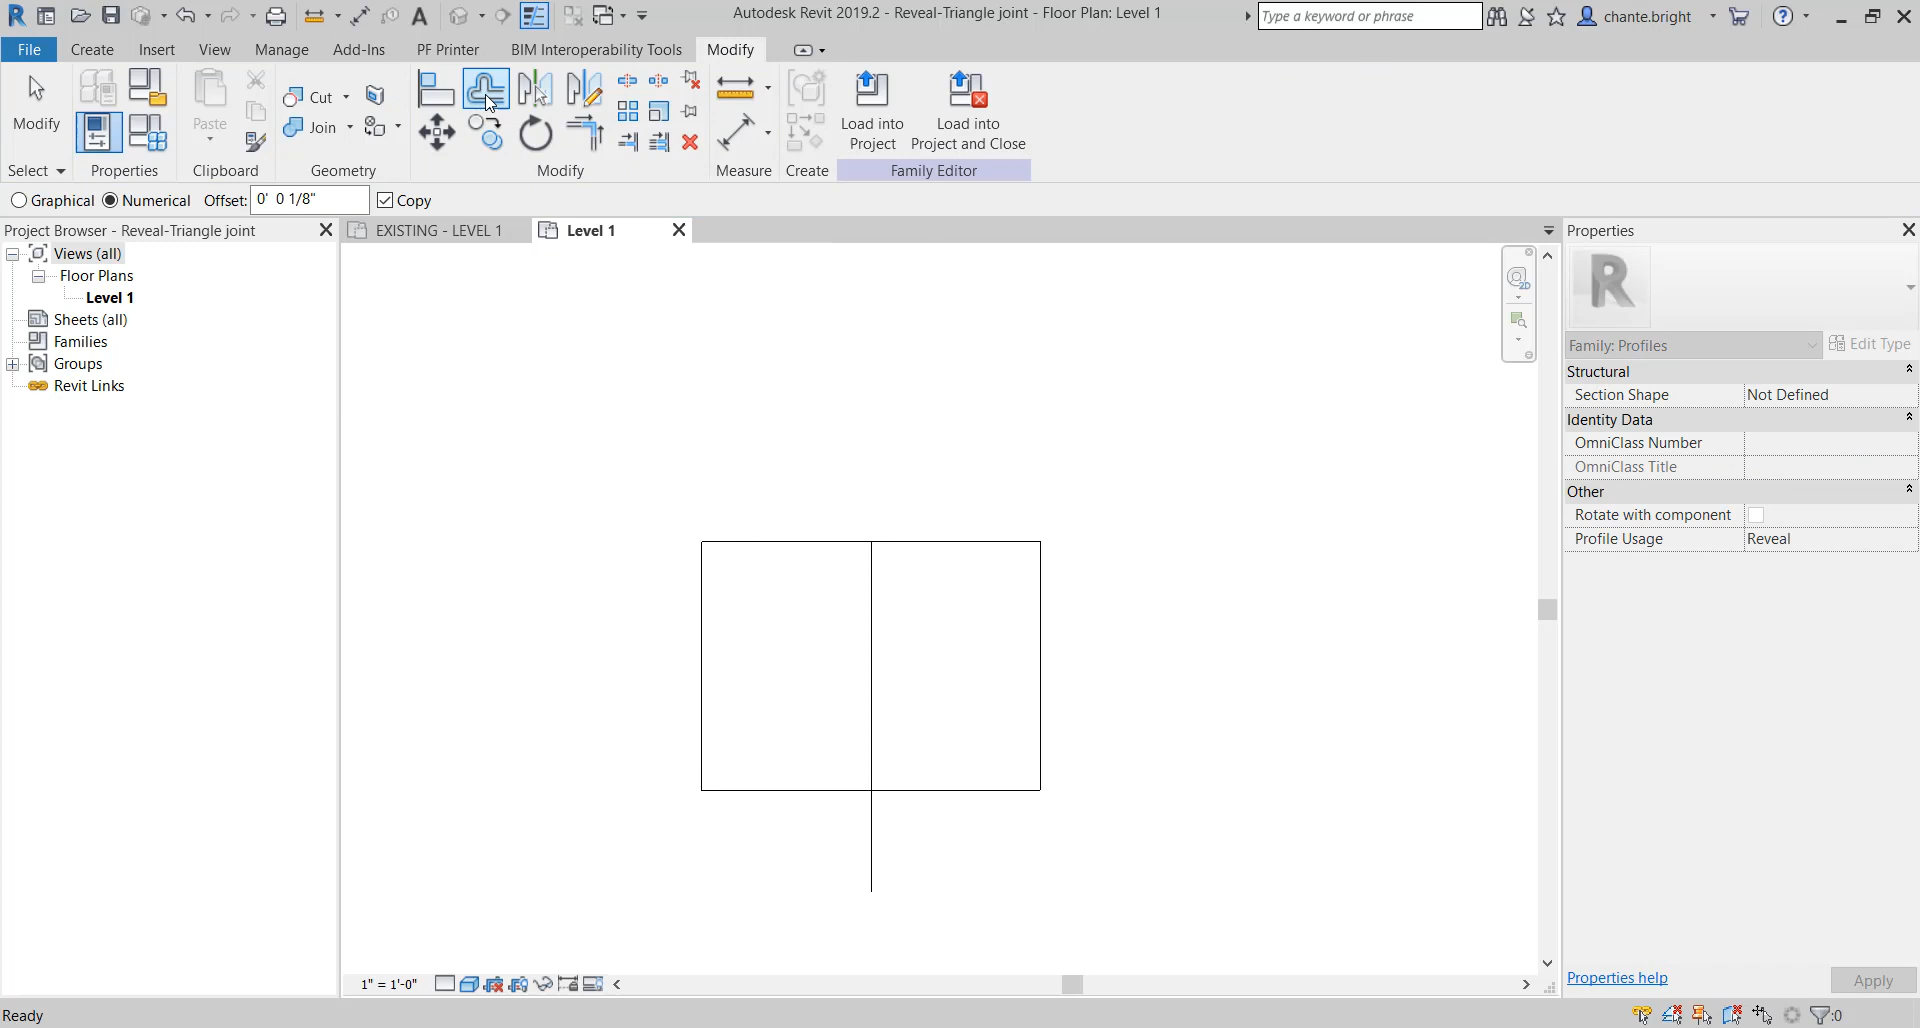 Autodesk Revit 2019.2 - Reveal-Triangle joint - Floor Plan: Level 1
Type a keyword or phrase
chante.bright
File Create Insert View Manage Add-Ins PF Printer BIM Interoperability Tools Modify
Modify
Paste
Cut
Join
Load into
Project
Load into
Project and Close
Select Properties Clipboard Geometry Modify Measure Create Family Editor
Graphical Numerical Offset: 0' 0 1/8" Copy
Project Browser - Reveal-Triangle joint
EXISTING - LEVEL 1
Level 1
Properties
Views (all)
Floor Plans
Level 1
Sheets (all)
Families
Groups
Revit Links
2D
R
Family: Profiles
Edit Type
Structural
Section Shape Not Defined
Identity Data
OmniClass Number
OmniClass Title
Other
Rotate with component
Profile Usage Reveal
Properties help
Apply
1" = 1'-0"
Ready
:0